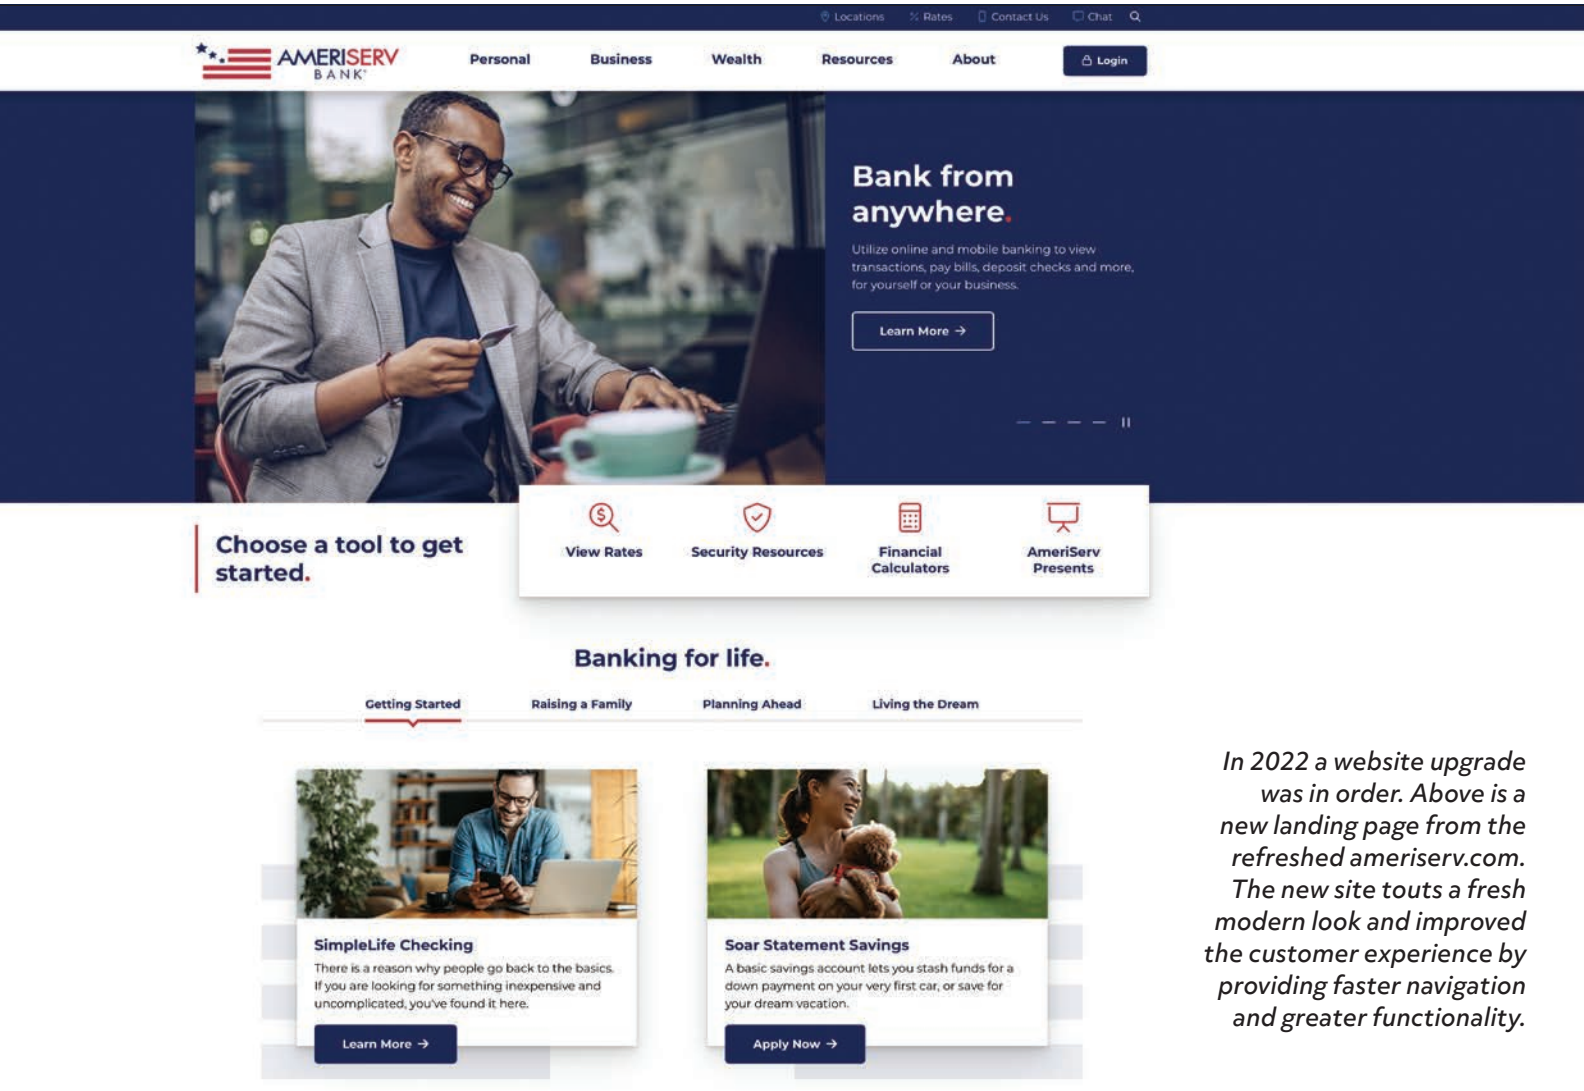 Locations Rates Contact Us Chat
AMERISERV
BANK
Personal Business Wealth Resources About Login
Bank from
anywhere.
Utilize online and mobile banking to view
transactions, pay bills, deposit checks and more,
for yourself or your business.
Learn More →
Choose a tool to get
started.
View Rates
Security Resources
Financial
Calculators
AmeriServ
Presents
Banking for life.
Getting Started Raising a Family Planning Ahead Living the Dream
SimpleLife Checking
There is a reason why people go back to the basics.
If you are looking for something inexpensive and
uncomplicated, you've found it here.
Learn More →
Soar Statement Savings
A basic savings account lets you stash funds for a
down payment on your very first car, or save for
your dream vacation.
Apply Now →
In 2022 a website upgrade
was in order. Above is a
new landing page from the
refreshed ameriserv.com.
The new site touts a fresh
modern look and improved
the customer experience by
providing faster navigation
and greater functionality.